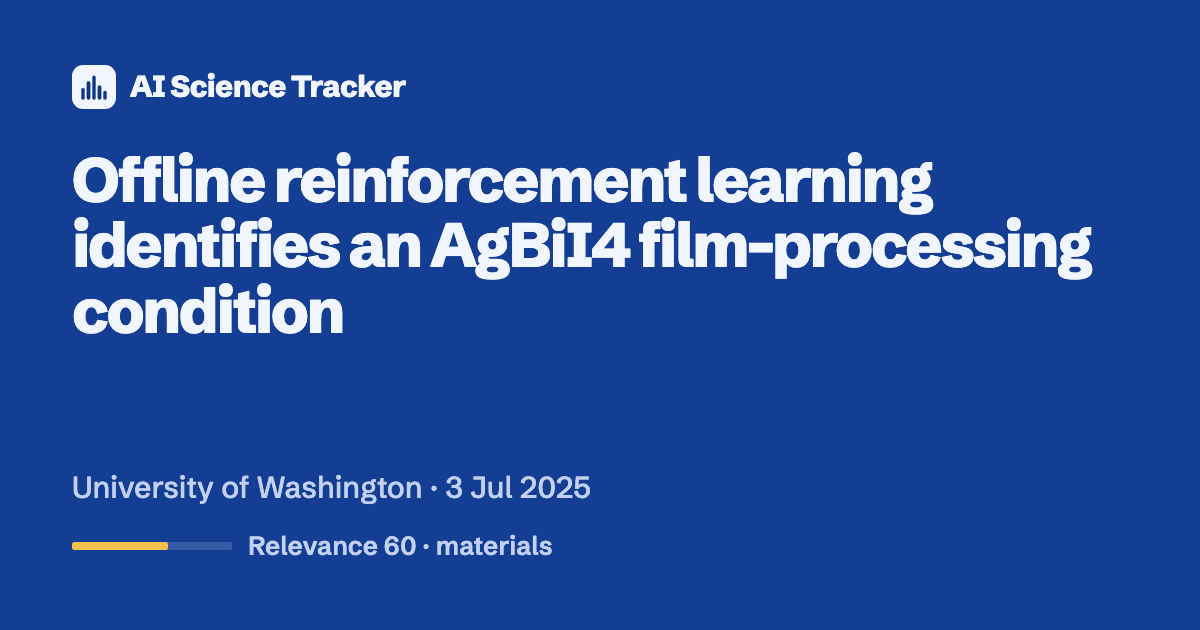 AI Science Tracker
Offline reinforcement learning
identifies an AgBiI4 film-processing
condition
University of Washington · 3 Jul 2025
Relevance 60 · materials